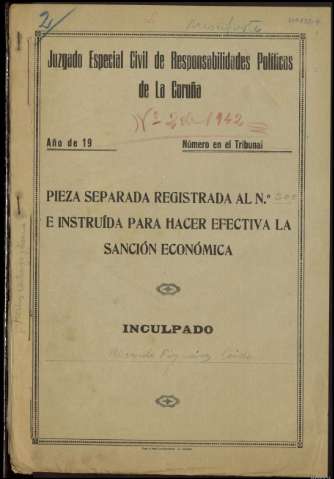 2
Juzgado Especial Civil de Responsabilidades Políticas
de La Coruña
Nº 2 de 1942
Año de 19 Número en el Tribunal
PIEZA SEPARADA REGISTRADA AL N.º
E INSTRUÍDA PARA HACER EFECTIVA LA
SANCIÓN ECONÓMICA
INCULPADO